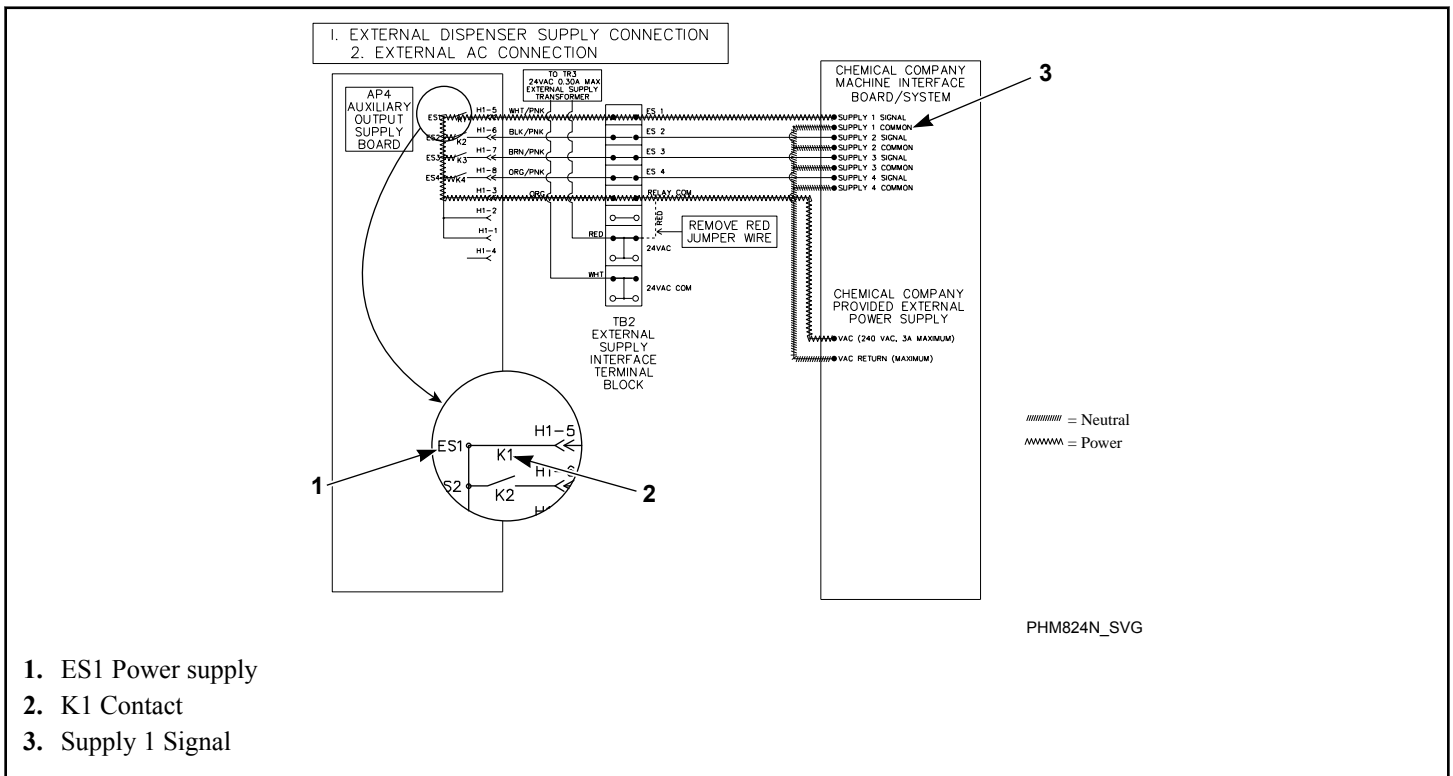 1. EXTERNAL DISPENSER SUPPLY CONNECTION
2. EXTERNAL AC CONNECTION
AP4
AUXILIARY
OUTPUT
SUPPLY
BOARD
TO TR3
24VAC 0.30A MAX
EXTERNAL SUPPLY
TRANSFORMER
CHEMICAL COMPANY
MACHINE INTERFACE
BOARD/SYSTEM
3
ES1 K1 H1-5 WHT/PNK ES 1 SUPPLY 1 SIGNAL
SUPPLY 1 COMMON
ES2 K2 H1-6 BLK/PNK ES 2 SUPPLY 2 SIGNAL
SUPPLY 2 COMMON
ES3 K3 H1-7 BRN/PNK ES 3 SUPPLY 3 SIGNAL
SUPPLY 3 COMMON
ES4 K4 H1-8 ORG/PNK ES 4 SUPPLY 4 SIGNAL
SUPPLY 4 COMMON
H1-3 ORG RELAY COM
H1-2
H1-1
H1-4
RED
RED
REMOVE RED
JUMPER WIRE
24VAC
WHT
24VAC COM
TB2
EXTERNAL
SUPPLY
INTERFACE
TERMINAL
BLOCK
CHEMICAL COMPANY
PROVIDED EXTERNAL
POWER SUPPLY
VAC (240 VAC, 3A MAXIMUM)
VAC RETURN (MAXIMUM)
ES1 K1 H1-5
S2 K2
1
2
= Neutral
= Power
PHM824N_SVG
1. ES1 Power supply
2. K1 Contact
3. Supply 1 Signal